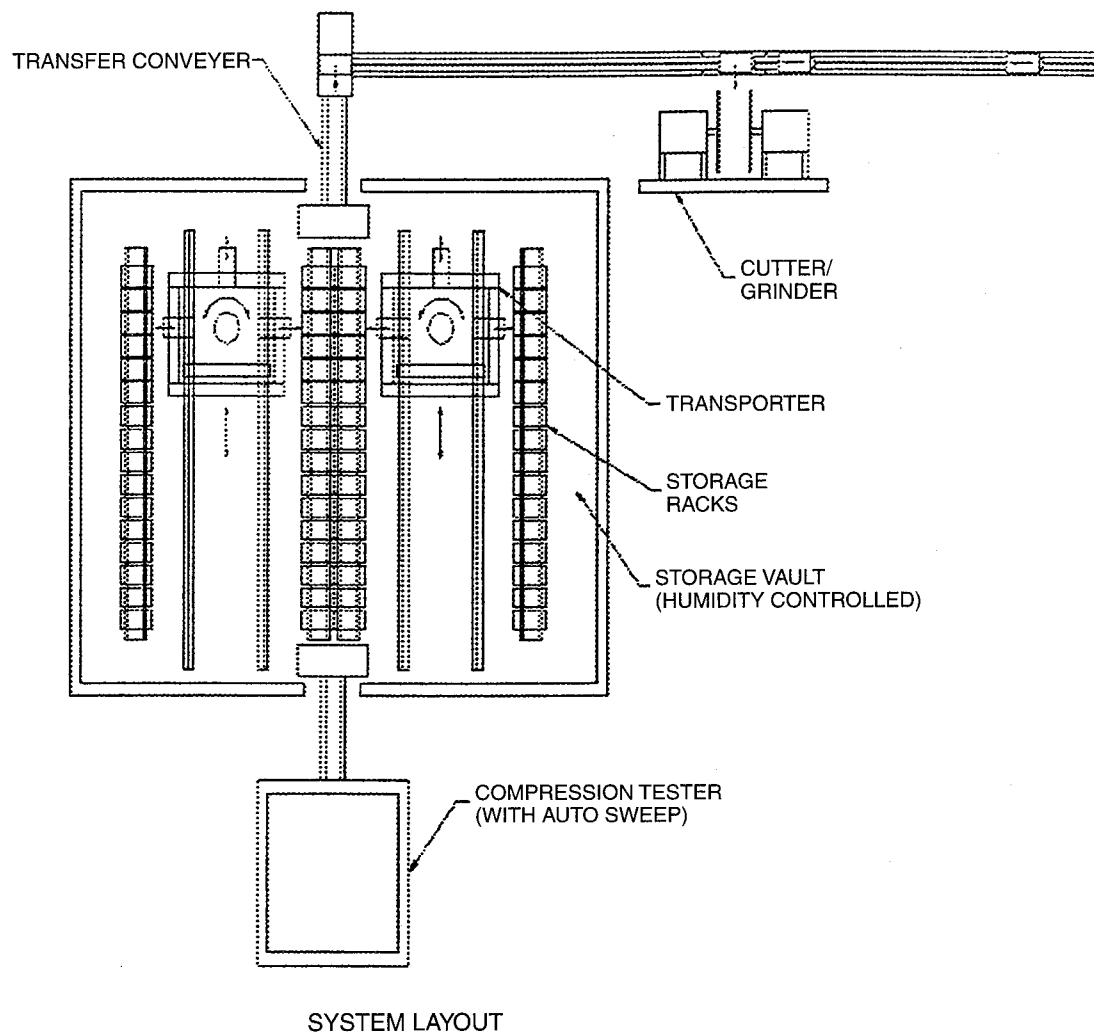 TRANSFER CONVEYER
CUTTER/
GRINDER
TRANSPORTER
STORAGE
RACKS
STORAGE VAULT
(HUMIDITY CONTROLLED)
COMPRESSION TESTER
(WITH AUTO SWEEP)
SYSTEM LAYOUT